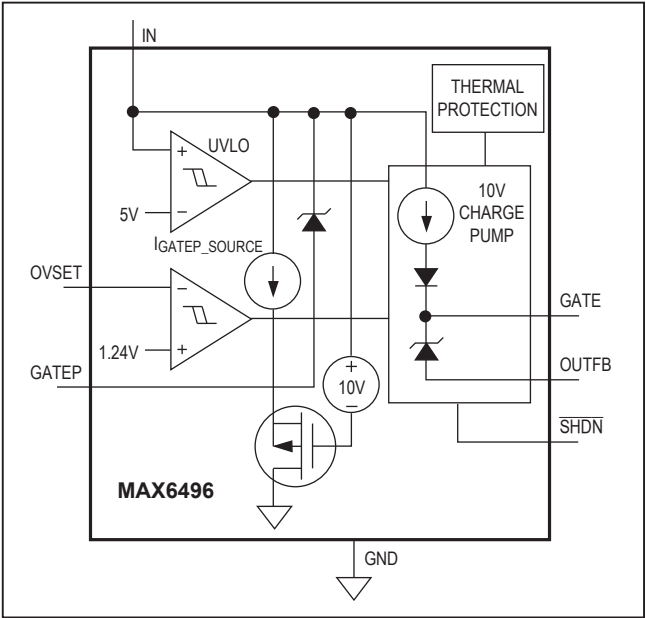 IN
THERMAL
PROTECTION
UVLO
+
−
5V
10V
CHARGE
PUMP
IGATEP_SOURCE
OVSET
−
+
1.24V
GATE
GATEP
+
10V
−
OUTFB
SHDN
MAX6496
GND